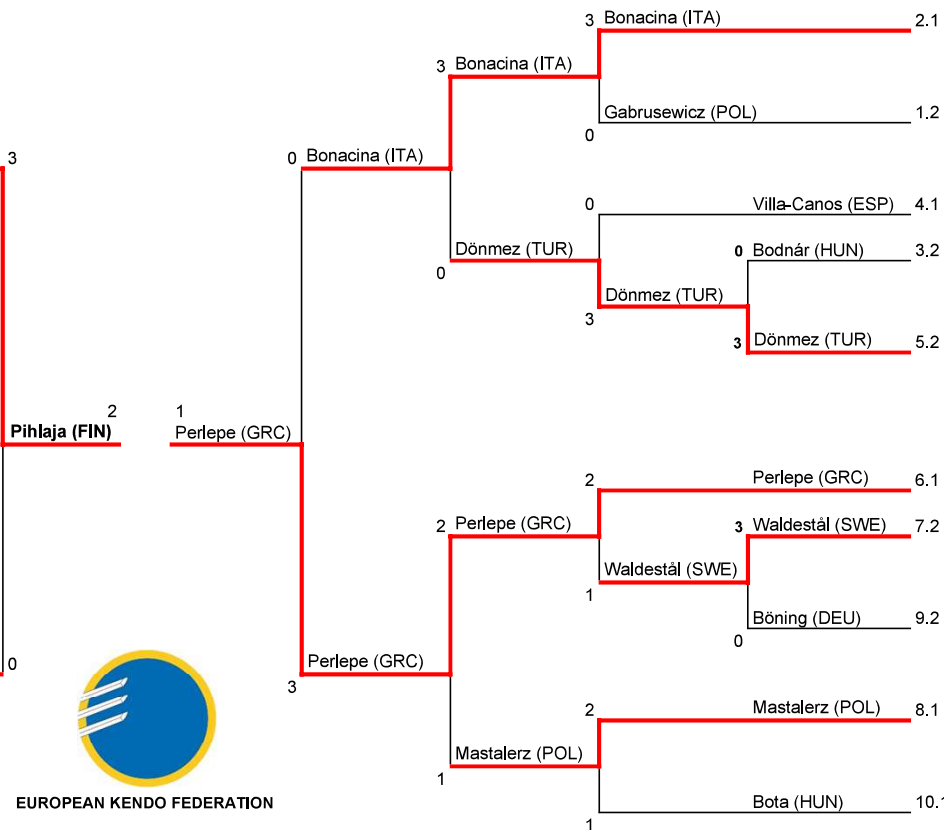 3 Bonacina (ITA) 2.1
3 Bonacina (ITA)
Gabrusewicz (POL) 1.2
0
3
0 Bonacina (ITA)
0 Villa-Canos (ESP) 4.1
Dönmez (TUR)
0
0 Bodnár (HUN) 3.2
Dönmez (TUR)
3
3 Dönmez (TUR) 5.2
2
Pihlaja (FIN)
1
Perlepe (GRC)
2 Perlepe (GRC) 6.1
2 Perlepe (GRC)
3 Waldestål (SWE) 7.2
Waldestål (SWE)
1
Böning (DEU) 9.2
0
0
Perlepe (GRC)
3
2 Mastalerz (POL) 8.1
Mastalerz (POL)
1
Bota (HUN) 10.1
1
EUROPEAN KENDO FEDERATION